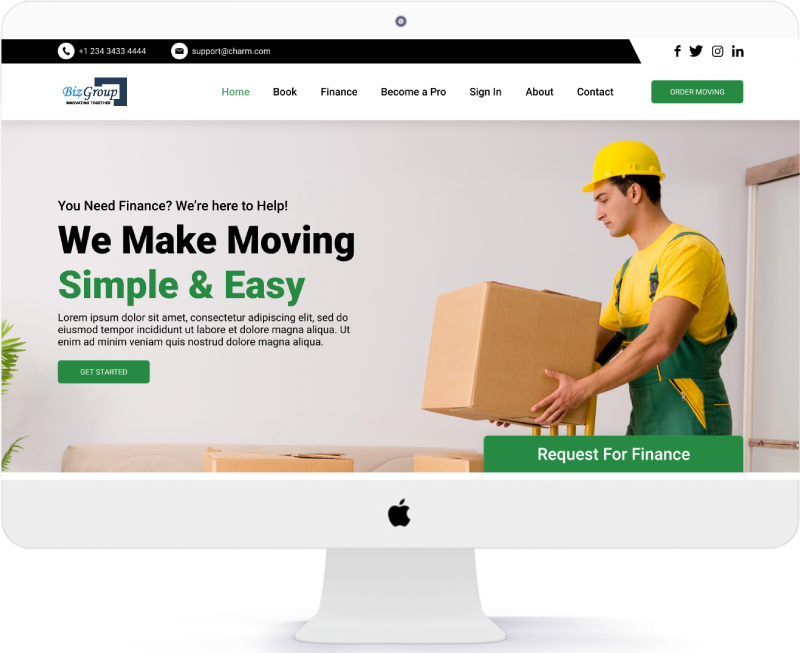 +1 234 3433 4444
support@charm.com
BizGroup
INNOVATING TOGETHER
Home
Book
Finance
Become a Pro
Sign In
About
Contact
ORDER MOVING
You Need Finance? We're here to Help!
We Make Moving
Simple & Easy
Lorem ipsum dolor sit amet, consectetur adipiscing elit, sed do
eiusmod tempor incididunt ut labore et dolore magna aliqua. Ut
enim ad minim veniam quis nostrud dolore magna aliqua.
GET STARTED
Request For Finance